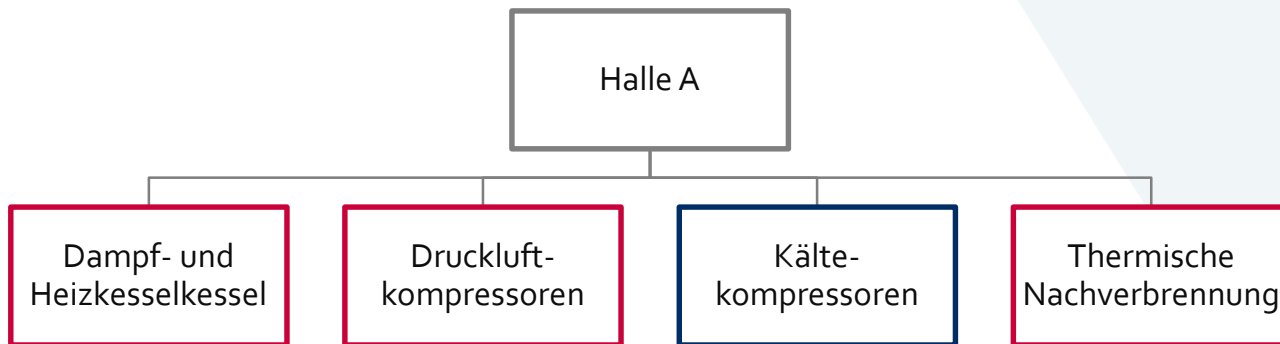 Halle A
Dampf- und
Heizkesselkessel
Druckluft-
kompressoren
Kälte-
kompressoren
Thermische
Nachverbrennung